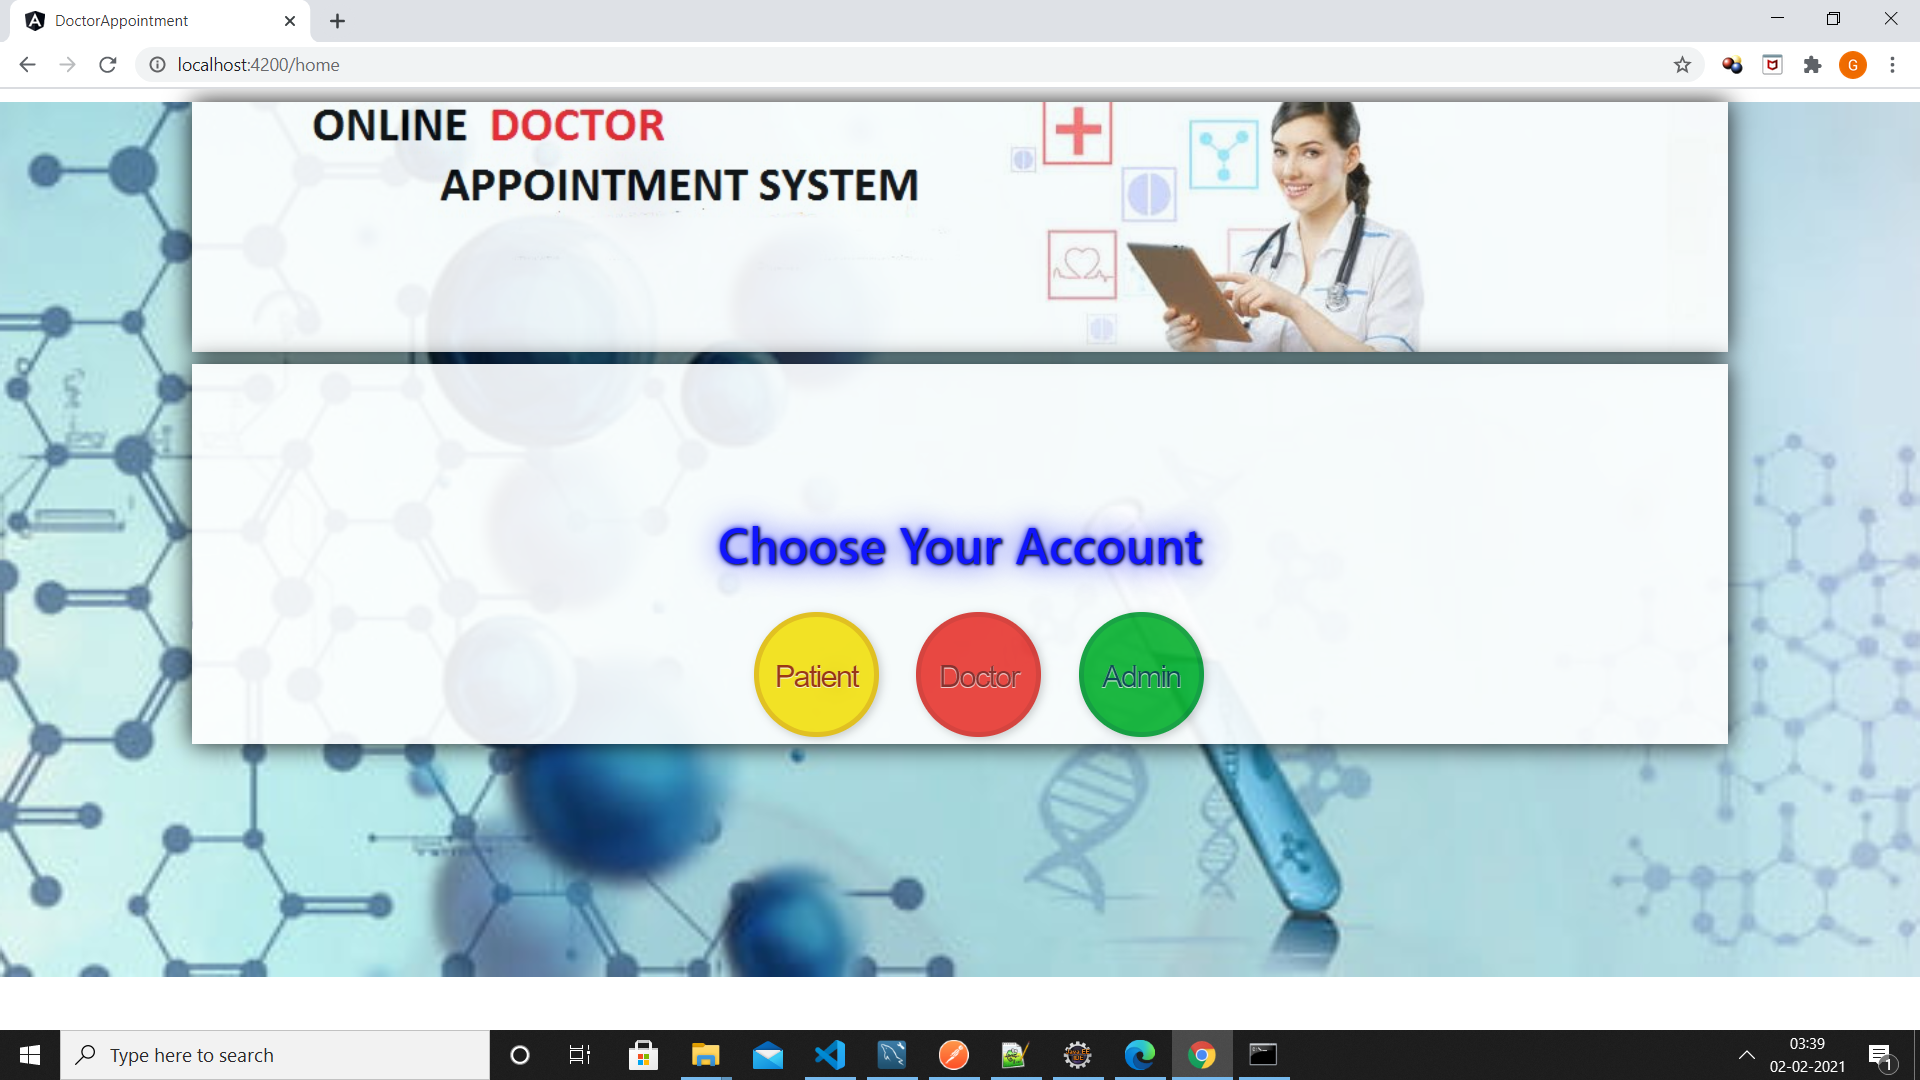 DoctorAppointment
localhost:4200/home
G
ONLINE DOCTOR
APPOINTMENT SYSTEM
Choose Your Account
Patient
Doctor
Admin
Type here to search
03:39
02-02-2021
1